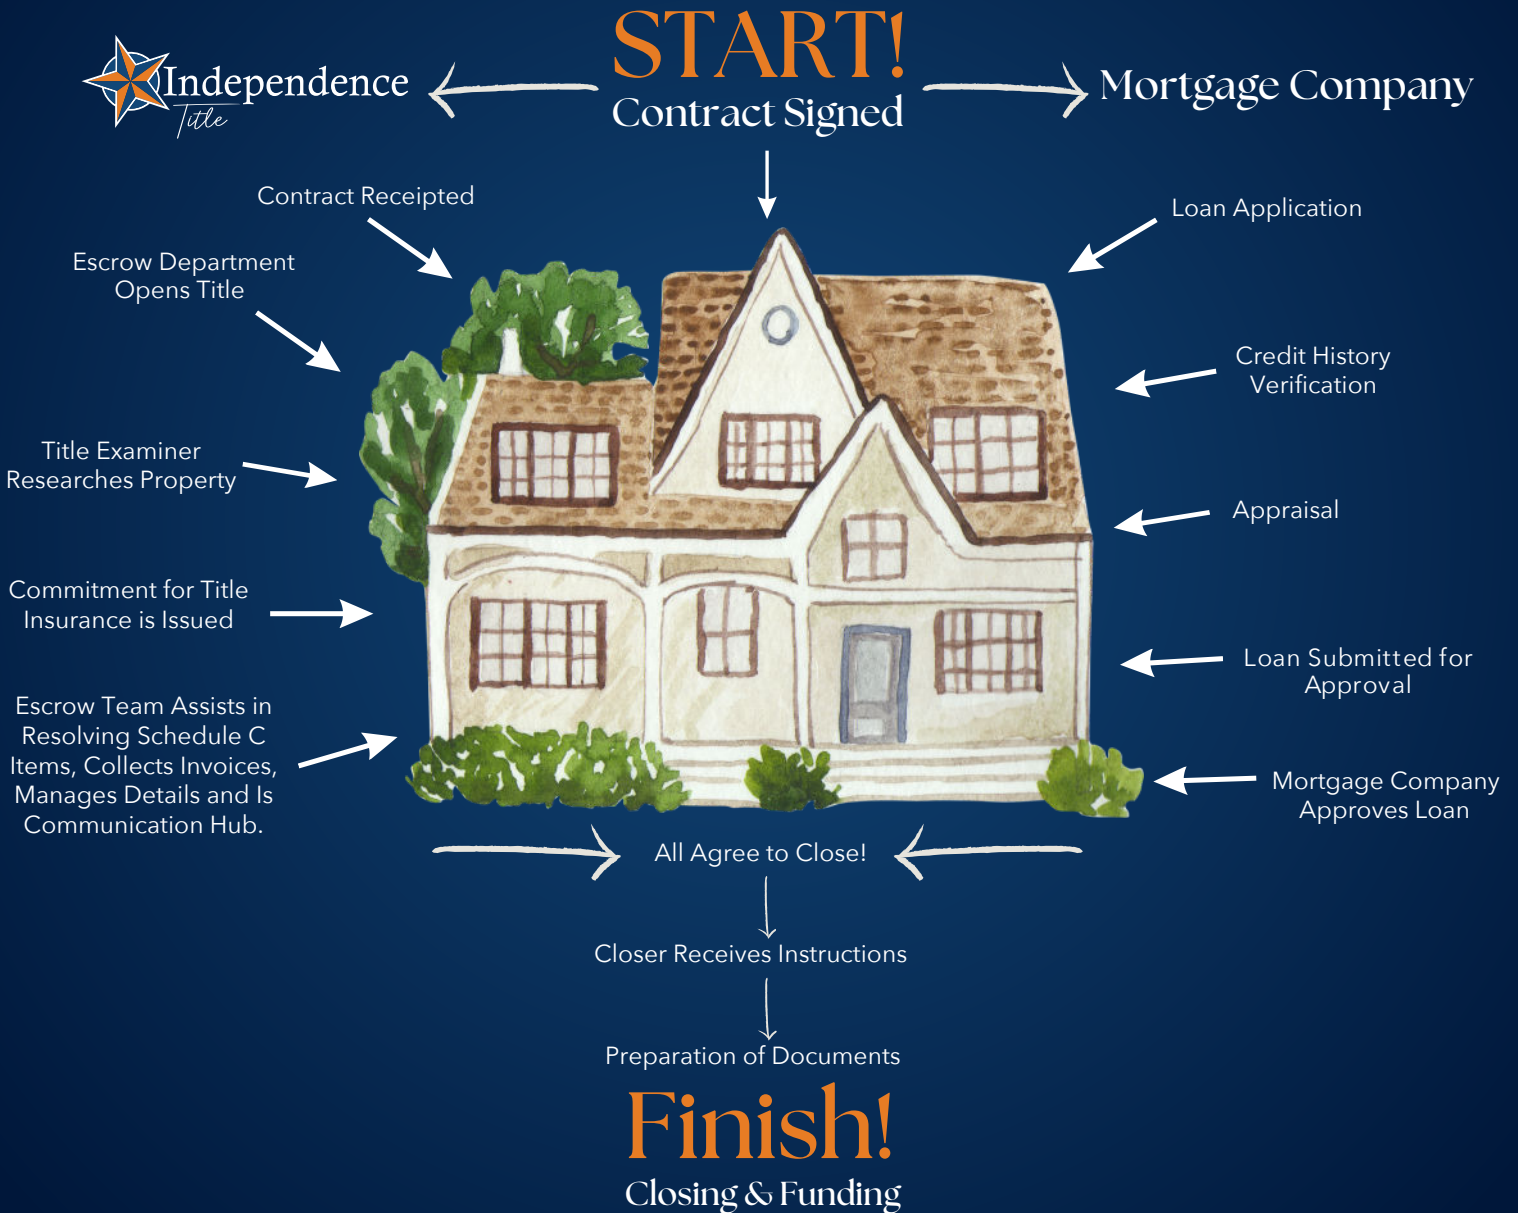 START!
Contract Signed
Independence
Title
Mortgage Company
Contract Receipted
Escrow Department
Opens Title
Title Examiner
Researches Property
Commitment for Title
Insurance is Issued
Escrow Team Assists in
Resolving Schedule C
Items, Collects Invoices,
Manages Details and Is
Communication Hub.
Loan Application
Credit History
Verification
Appraisal
Loan Submitted for
Approval
Mortgage Company
Approves Loan
All Agree to Close!
Closer Receives Instructions
Preparation of Documents
Finish!
Closing & Funding